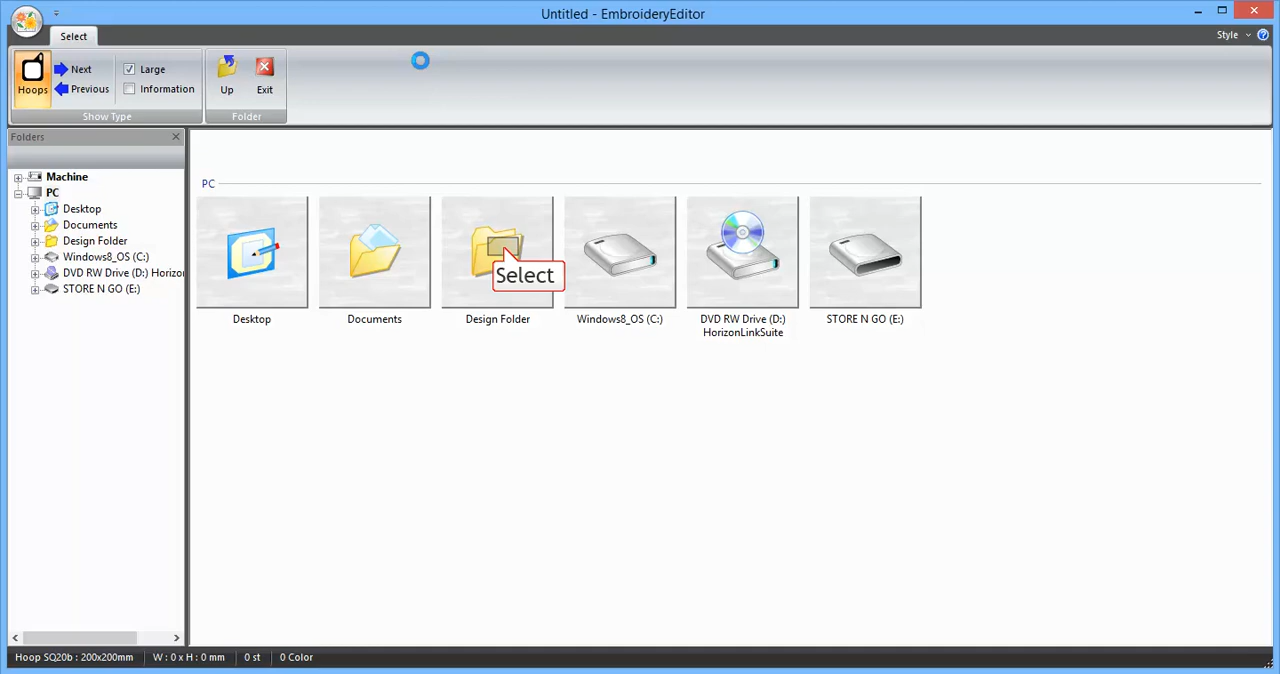 Untitled - EmbroideryEditor
Select
Style
Hoops
Next
Previous
Large
Information
Up
Exit
Show Type
Folder
Folders
Machine
PC
Desktop
Documents
Design Folder
Windows8_OS (C:)
DVD RW Drive (D:) Horizon
STORE N GO (E:)
PC
Select
Desktop
Documents
Design Folder
Windows8_OS (C:)
DVD RW Drive (D:)
HorizonLinkSuite
STORE N GO (E:)
Hoop SQ20b : 200x200mm
W : 0 x H : 0 mm
0 st
0 Color